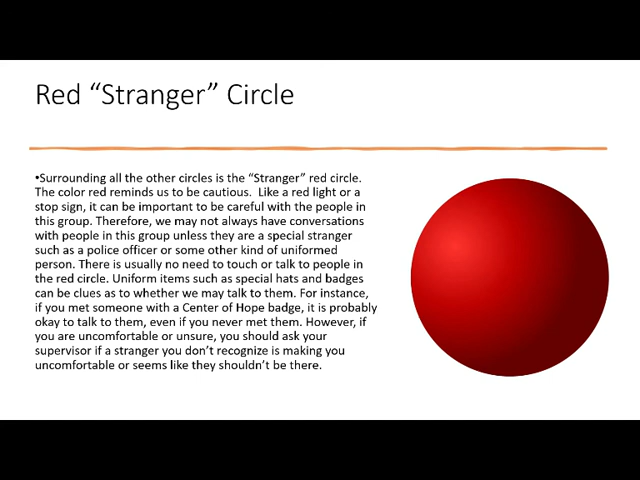 Red “Stranger” Circle
•Surrounding all the other circles is the “Stranger” red circle.
The color red reminds us to be cautious.  Like a red light or a
stop sign, it can be important to be careful with the people in
this group. Therefore, we may not always have conversations
with people in this group unless they are a special stranger
such as a police officer or some other kind of uniformed
person. There is usually no need to touch or talk to people in
the red circle. Uniform items such as special hats and badges
can be clues as to whether we may talk to them. For instance,
if you met someone with a Center of Hope badge, it is probably
okay to talk to them, even if you never met them. However, if
you are uncomfortable or unsure, you should ask your
supervisor if a stranger you don’t recognize is making you
uncomfortable or seems like they shouldn’t be there.